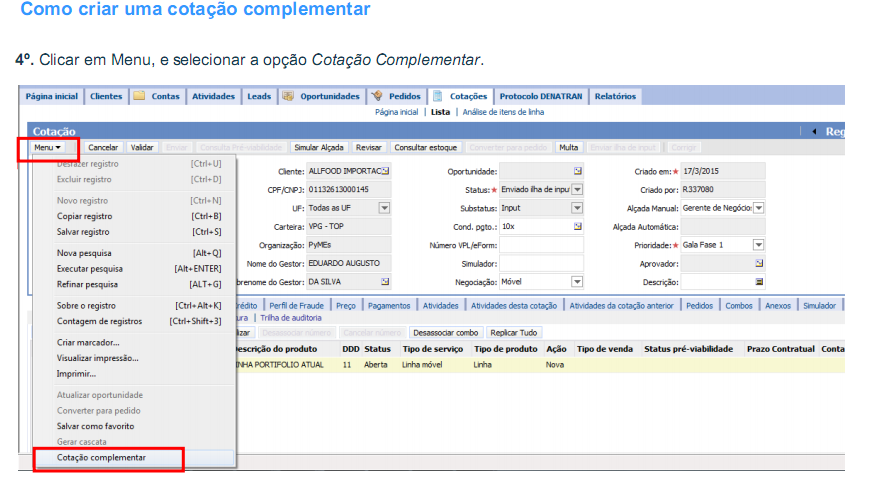 Como criar uma cotação complementar
4º. Clicar em Menu, e selecionar a opção Cotação Complementar.
Página inicial Clientes Contas Atividades Leads Oportunidades Pedidos Cotações Protocolo DENATRAN Relatórios
Página inicial | Lista | Análise de itens de linha
Cotação Reg
Menu Cancelar Validar Enviar Consulta Pré-viabilidade Simular Alçada Revisar Consultar estoque Converter para pedido Multa Enviar ilha de input Corrigir
Desfazer registro [Ctrl+U]
Excluir registro [Ctrl+D]
Novo registro [Ctrl+N]
Copiar registro [Ctrl+B]
Salvar registro [Ctrl+S]
Nova pesquisa [Alt+Q]
Executar pesquisa [Alt+ENTER]
Refinar pesquisa [ALT+G]
Sobre o registro [Ctrl+Alt+K]
Contagem de registros [Ctrl+Shift+3]
Criar marcador...
Visualizar impressão...
Imprimir...
Atualizar oportunidade
Converter para pedido
Salvar como favorito
Gerar cascata
Cotação complementar
Cliente: ALLFOOD IMPORTAC Oportunidade: Criado em:* 17/3/2015
CPF/CNPJ: 01132613000145 Status:* Enviado ilha de inpu Criado por: R337080
UF: Todas as UF Substatus: Input Alçada Manual: Gerente de Negócio
Carteira: VPG - TOP Cond. pgto.: 10x Alçada Automática:
Organização: PyMEs Número VPL/eForm: Prioridade:* Gala Fase 1
Nome do Gestor: EDUARDO AUGUSTO Simulador: Aprovador:
brenome do Gestor: DA SILVA Negociação: Móvel Descrição:
rédito | Perfil de Fraude | Preço | Pagamentos | Atividades | Atividades desta cotação | Atividades da cotação anterior | Pedidos | Combos | Anexos | Simulador
ura | Trilha de auditoria
lizar Desassociar número Cancelar número Desassociar combo Replicar Tudo
escrição do produto DDD Status Tipo de serviço Tipo de produto Ação Tipo de venda Status pré-viabilidade Prazo Contratual Conta
INHA PORTIFOLIO ATUAL 11 Aberta Linha móvel Linha Nova